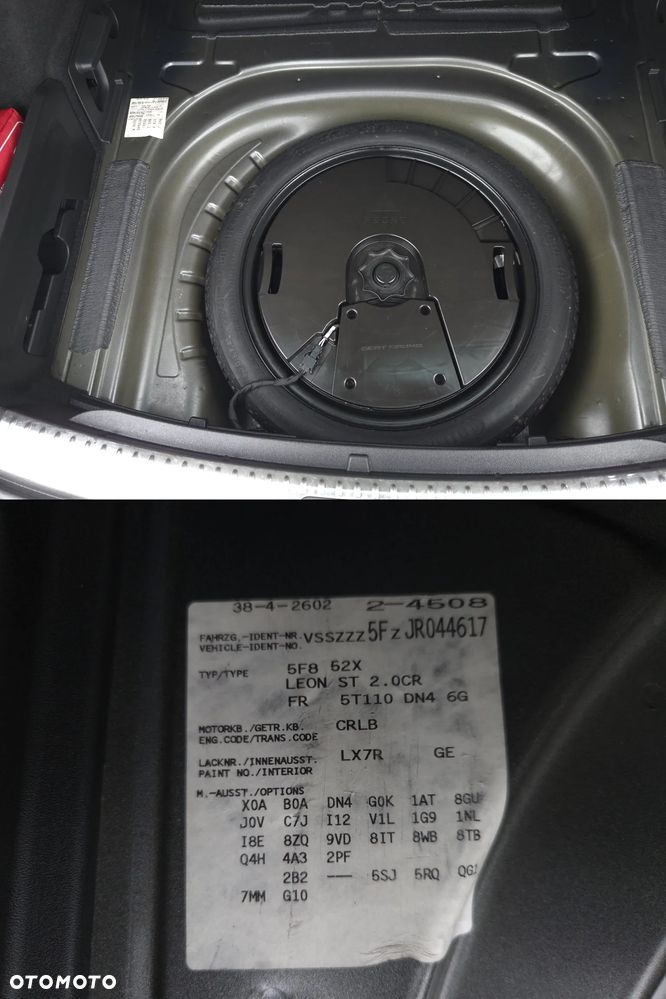 SEAT SOUND
38-4-2602 2-4508
FAHRZG.-IDENT-NR. VSSZZZ5FZJR044617
VEHICLE-IDENT-NO.
TYP/TYPE 5F8 52X
LEON ST 2.0CR
FR 5T110 DN4 6G
MOTORKB./GETR.KB. CRLB
ENG.CODE/TRANS.CODE
LACKNR./INNENAUSST. LX7R GE
PAINT NO./INTERIOR
M.-AUSST./OPTIONS
X0A B0A DN4 G0K 1AT 8GU
J0V C7J I12 V1L 1G9 1NL
I8E 8ZQ 9VD 8IT 8WB 8TB
Q4H 4A3 2PF
2B2 --- 5SJ 5RQ
7MM G10
OTOMOTO